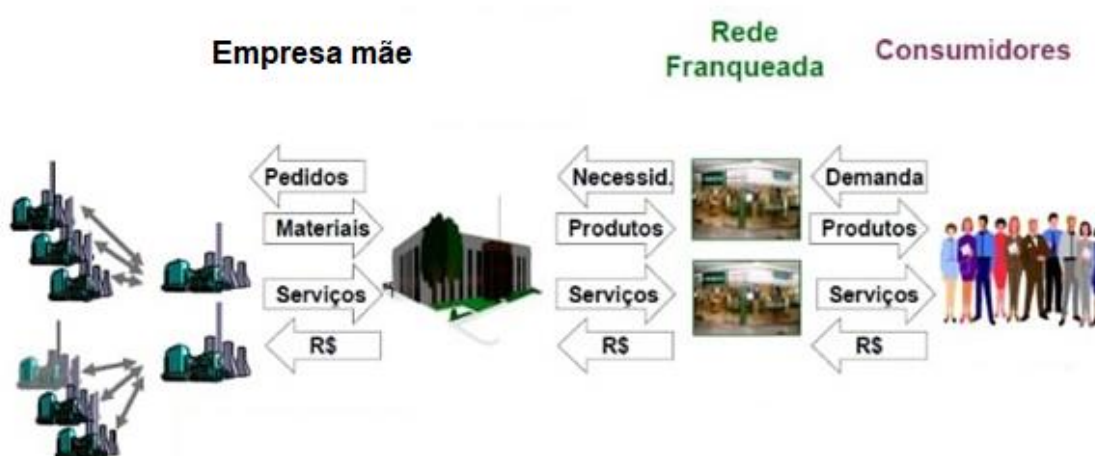 Empresa mãe
Rede
Franqueada
Consumidores
Pedidos
Necessid.
Demanda
Materiais
Produtos
Produtos
Serviços
Serviços
Serviços
R$
R$
R$